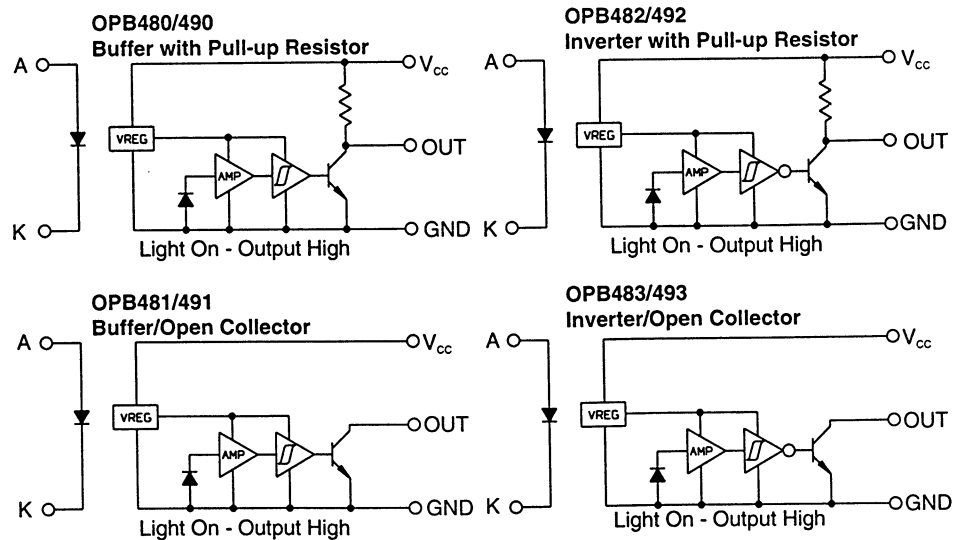 OPB480/490
Buffer with Pull-up Resistor
A
Vcc
VREG
OUT
AMP
K
GND
Light On - Output High
OPB482/492
Inverter with Pull-up Resistor
A
Vcc
VREG
OUT
AMP
K
GND
Light On - Output High
OPB481/491
Buffer/Open Collector
A
Vcc
VREG
OUT
AMP
K
GND
Light On - Output High
OPB483/493
Inverter/Open Collector
A
Vcc
VREG
OUT
AMP
K
GND
Light On - Output High